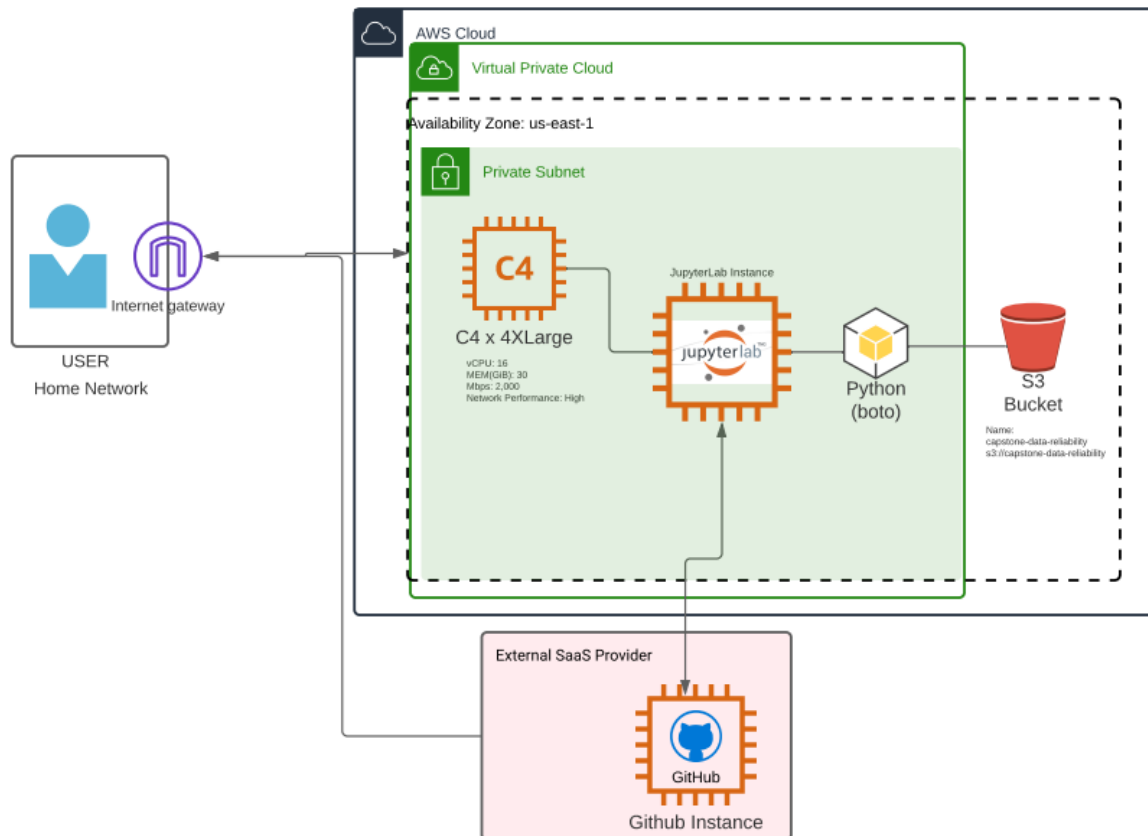 AWS Cloud
Virtual Private Cloud
Availability Zone: us-east-1
Private Subnet
Internet gateway
USER
Home Network
C4
C4 x 4XLarge
vCPU: 16
MEM(GiB): 30
Mbps: 2,000
Network Performance: High
JupyterLab Instance
jupyterlab
Python
(boto)
S3
Bucket
Name:
capstone-data-reliability
s3://capstone-data-reliability
External SaaS Provider
GitHub
Github Instance